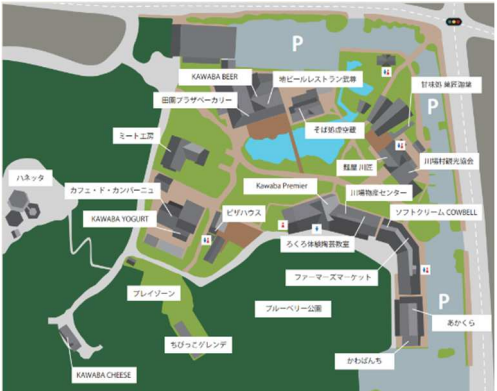 P
KAWABA BEER
地ビールレストラン武尊
田園プラザベーカリー
甘味処 菓匠瀞楽
P
ミート工房
そば処虚空蔵
麺屋 川匠
川場村観光協会
ハネッタ
カフェ・ド・カンパーニュ
Kawaba Premier
川場物産センター
KAWABA YOGURT
ピザハウス
ソフトクリーム COWBELL
ろくろ体験陶芸教室
ファーマーズマーケット
プレイゾーン
ブルーベリー公園
P
あかくら
ちびっこゲレンデ
かわばんち
KAWABA CHEESE